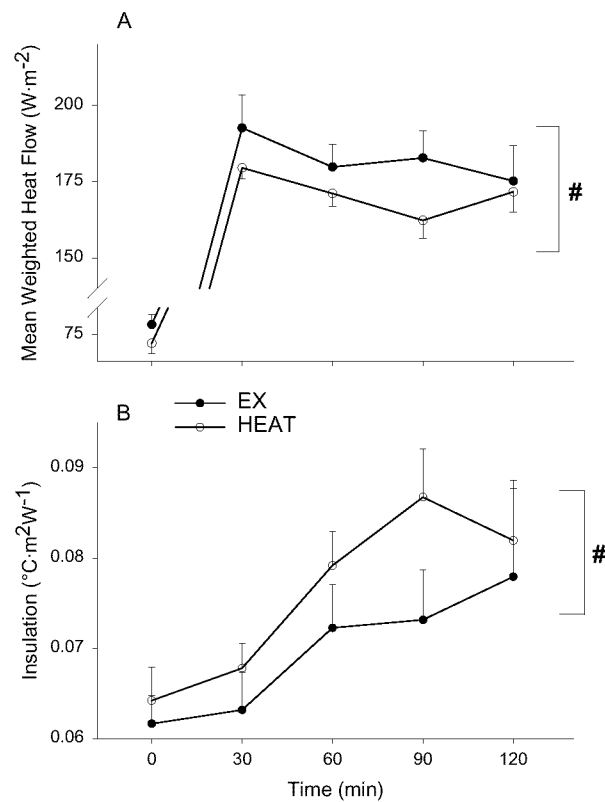 A
Mean Weighted Heat Flow (W·m-2)
200
175
150
75
#
B
EX
HEAT
Insulation (°C·m2W-1)
0.09
0.08
0.07
0.06
#
0 30 60 90 120
Time (min)